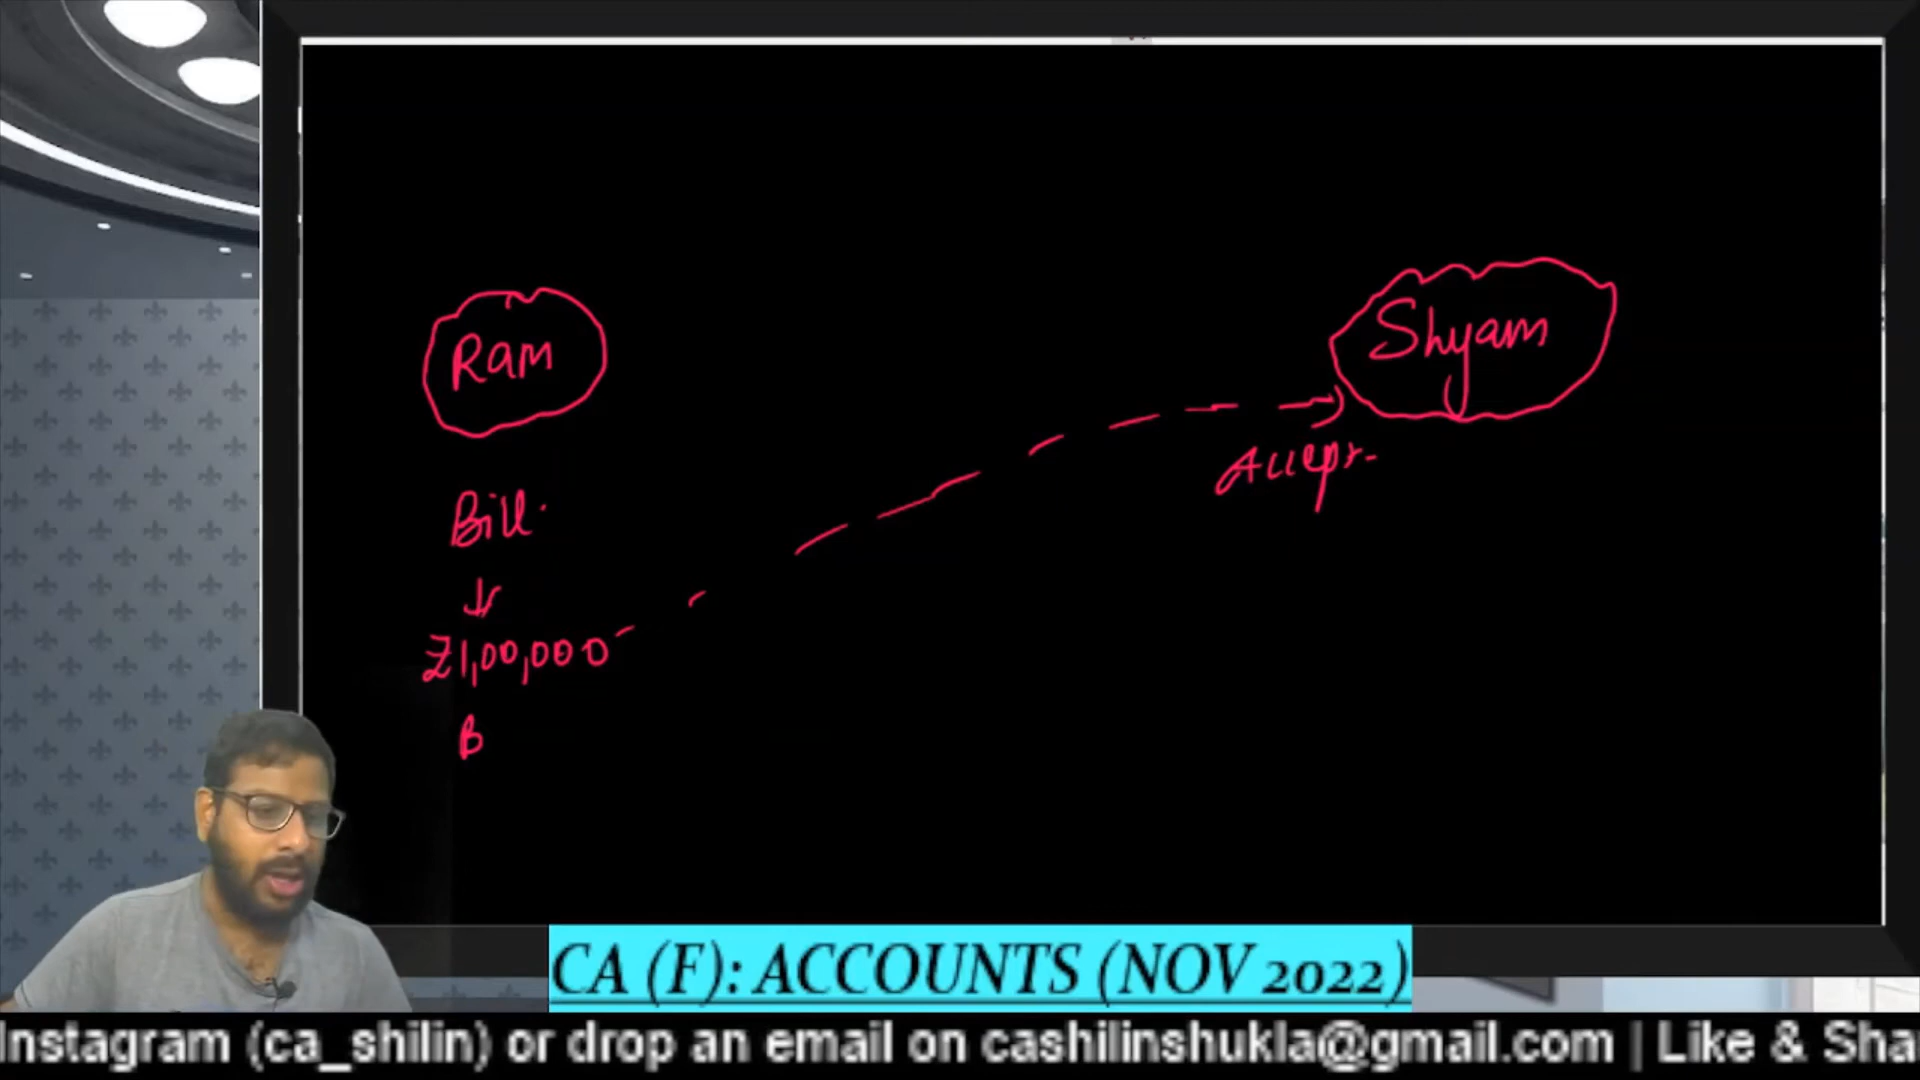 Ram
Shyam
Accept.
Bill.
₹1,00,000
B
CA (F): ACCOUNTS (NOV 2022)
Instagram (ca_shilin) or drop an email on cashilinshukla@gmail.com | Like & Sha